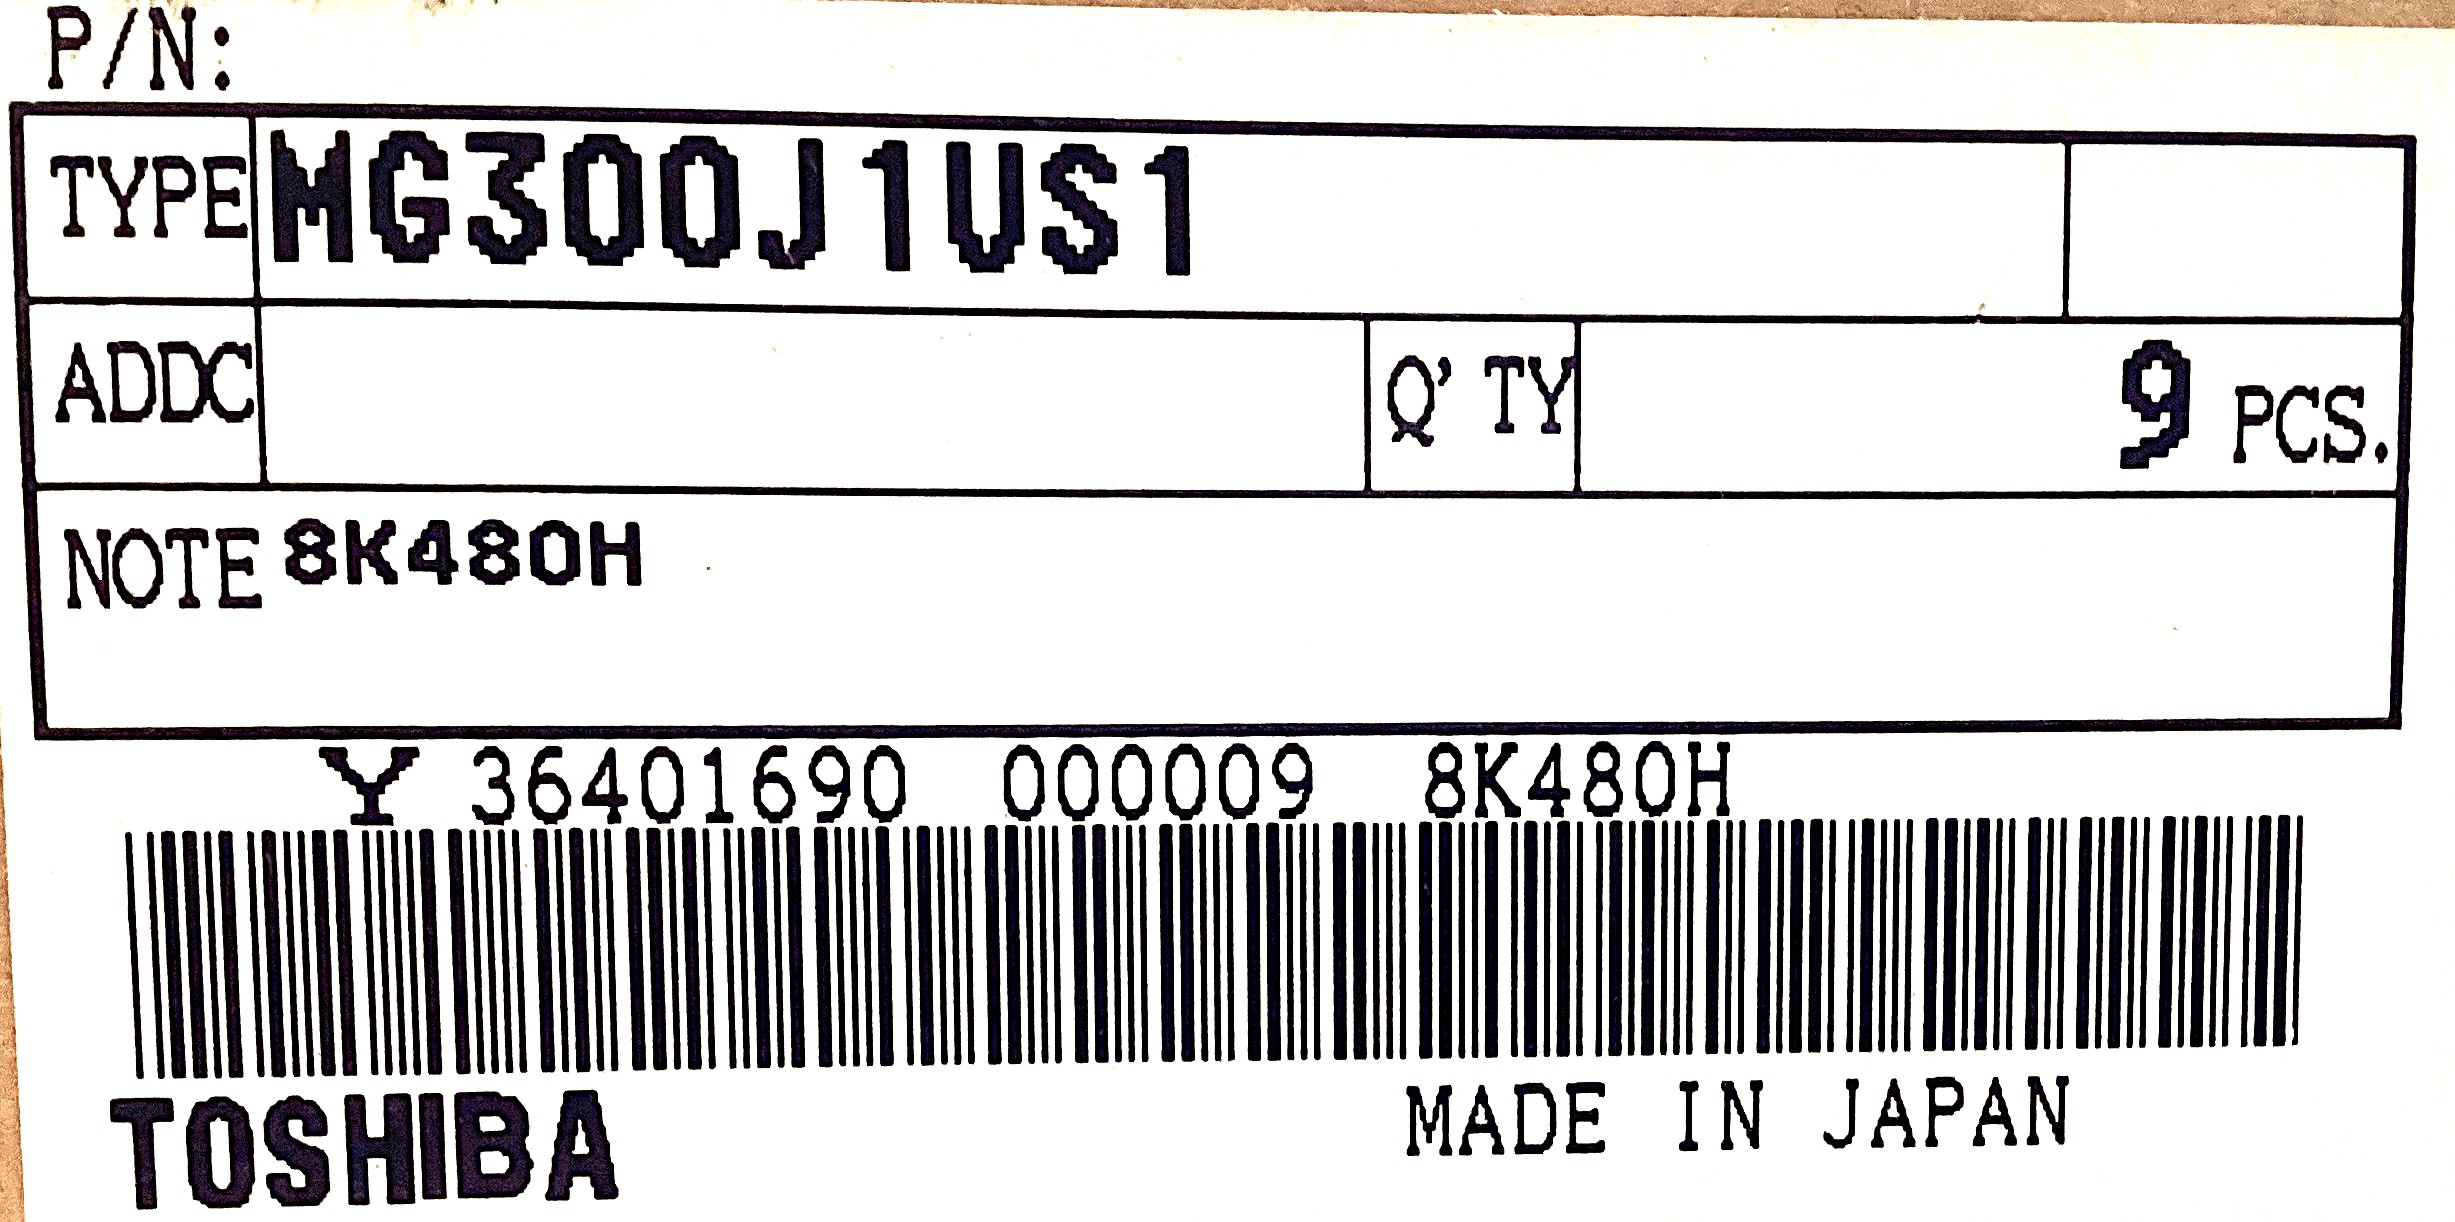 P/N:
TYPE MG300J1US1
ADDC Q'TY 9 PCS.
NOTE 8K480H
Y 36401690 000009 8K480H
TOSHIBA MADE IN JAPAN